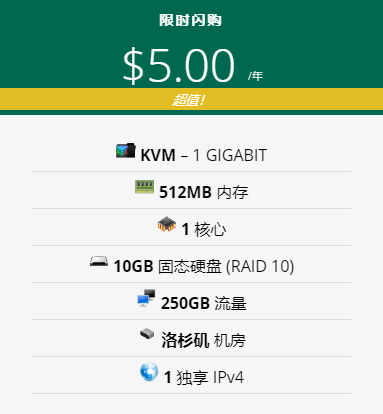 限时闪购
$5.00 /年
超值!
KVM – 1 GIGABIT
512MB 内存
1 核心
10GB 固态硬盘 (RAID 10)
250GB 流量
洛杉矶 机房
1 独享 IPv4